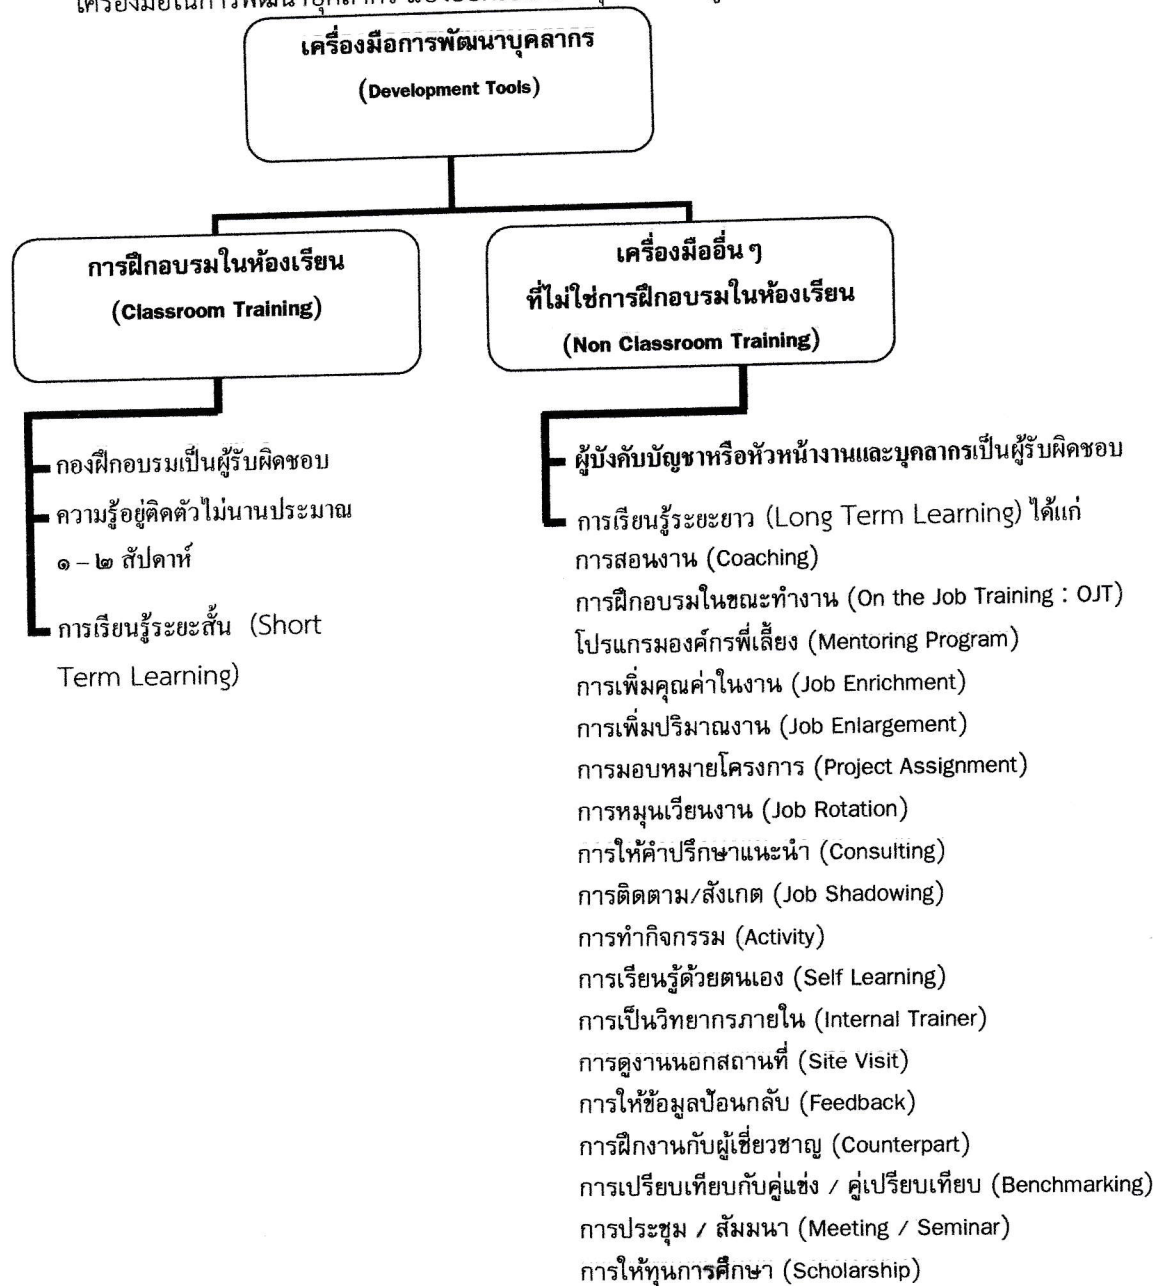 เครื่องมือการพัฒนาบุคลากร
(Development Tools)
การฝึกอบรมในห้องเรียน
(Classroom Training)
เครื่องมืออื่นๆ
ที่ไม่ใช่การฝึกอบรมในห้องเรียน
(Non Classroom Training)
กองฝึกอบรมเป็นผู้รับผิดชอบ
ความรู้อยู่ติดตัวไม่นานประมาณ
๑ – ๒ สัปดาห์
การเรียนรู้ระยะสั้น (Short
Term Learning)
ผู้บังคับบัญชาหรือหัวหน้างานและบุคลากรเป็นผู้รับผิดชอบ
การเรียนรู้ระยะยาว (Long Term Learning) ได้แก่
การสอนงาน (Coaching)
การฝึกอบรมในขณะทำงาน (On the Job Training : OJT)
โปรแกรมองค์กรพี่เลี้ยง (Mentoring Program)
การเพิ่มคุณค่าในงาน (Job Enrichment)
การเพิ่มปริมาณงาน (Job Enlargement)
การมอบหมายโครงการ (Project Assignment)
การหมุนเวียนงาน (Job Rotation)
การให้คำปรึกษาแนะนำ (Consulting)
การติดตาม/สังเกต (Job Shadowing)
การทำกิจกรรม (Activity)
การเรียนรู้ด้วยตนเอง (Self Learning)
การเป็นวิทยากรภายใน (Internal Trainer)
การดูงานนอกสถานที่ (Site Visit)
การให้ข้อมูลป้อนกลับ (Feedback)
การฝึกงานกับผู้เชี่ยวชาญ (Counterpart)
การเปรียบเทียบกับคู่แข่ง / คู่เปรียบเทียบ (Benchmarking)
การประชุม / สัมมนา (Meeting / Seminar)
การให้ทุนการศึกษา (Scholarship)